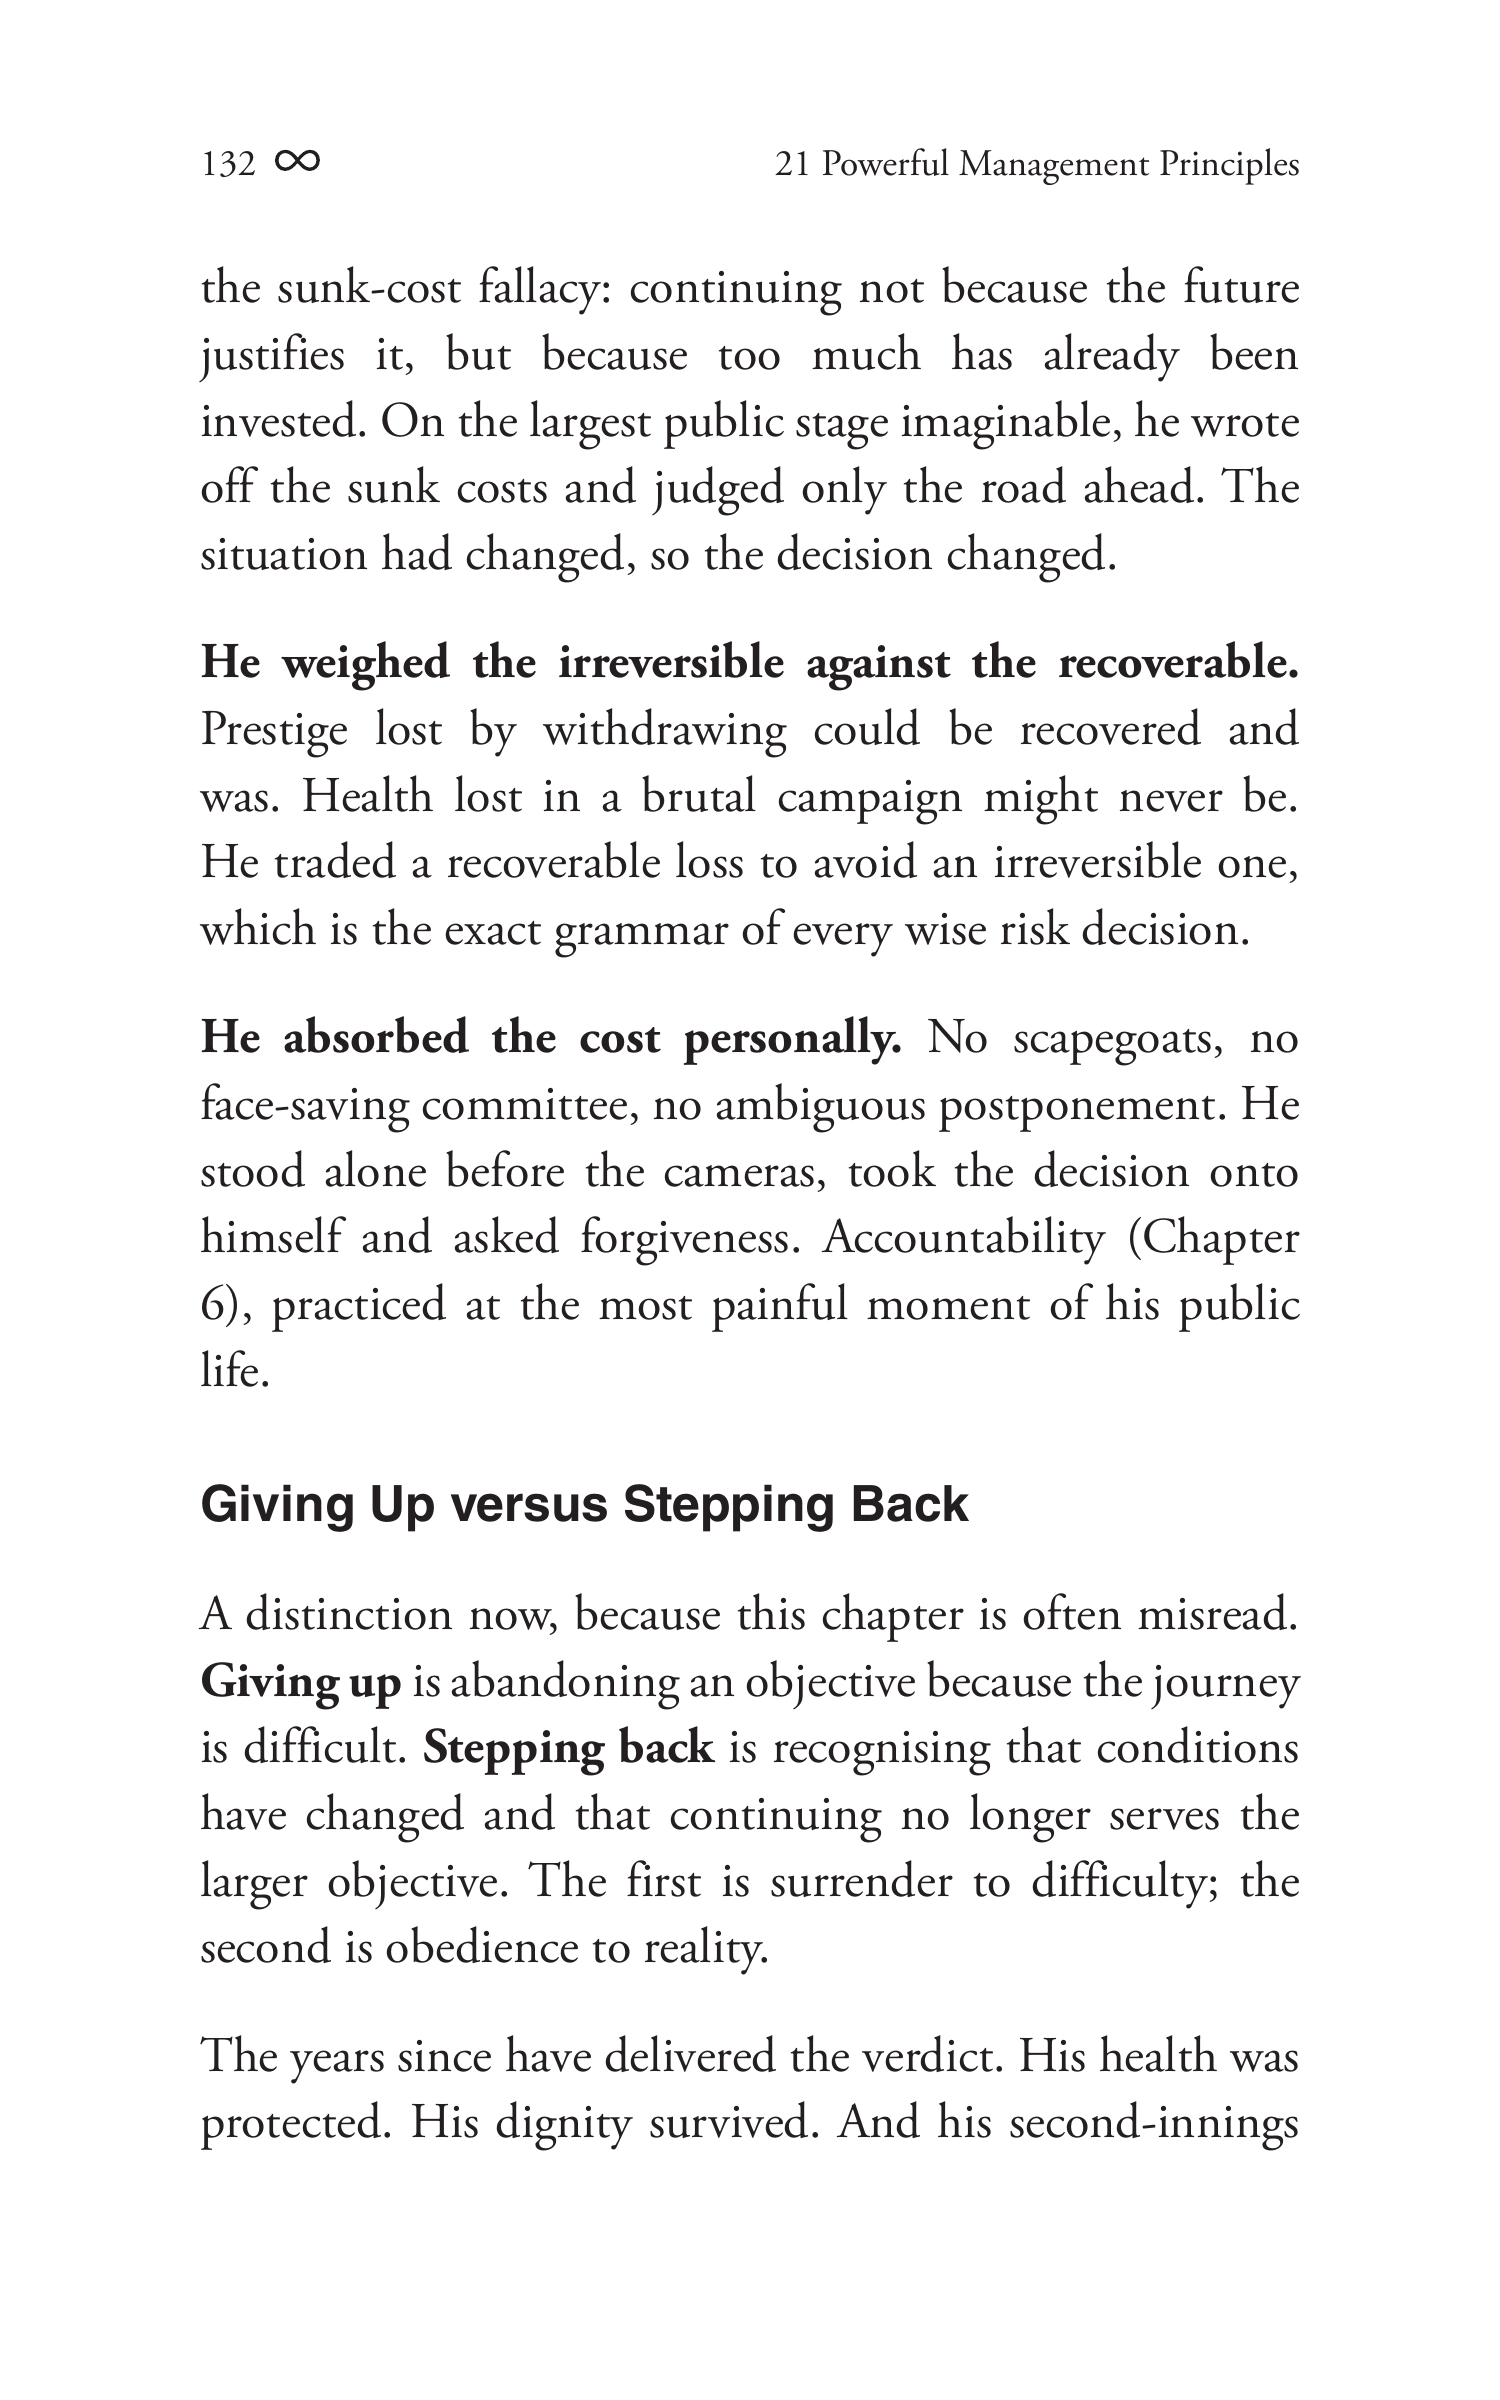 132 ∞ 21 Powerful Management Principles
the sunk-cost fallacy: continuing not because the future
justifies it, but because too much has already been
invested. On the largest public stage imaginable, he wrote
off the sunk costs and judged only the road ahead. The
situation had changed, so the decision changed.
He weighed the irreversible against the recoverable.
Prestige lost by withdrawing could be recovered and
was. Health lost in a brutal campaign might never be.
He traded a recoverable loss to avoid an irreversible one,
which is the exact grammar of every wise risk decision.
He absorbed the cost personally. No scapegoats, no
face-saving committee, no ambiguous postponement. He
stood alone before the cameras, took the decision onto
himself and asked forgiveness. Accountability (Chapter
6), practiced at the most painful moment of his public
life.
Giving Up versus Stepping Back
A distinction now, because this chapter is often misread.
Giving up is abandoning an objective because the journey
is difficult. Stepping back is recognising that conditions
have changed and that continuing no longer serves the
larger objective. The first is surrender to difficulty; the
second is obedience to reality.
The years since have delivered the verdict. His health was
protected. His dignity survived. And his second-innings